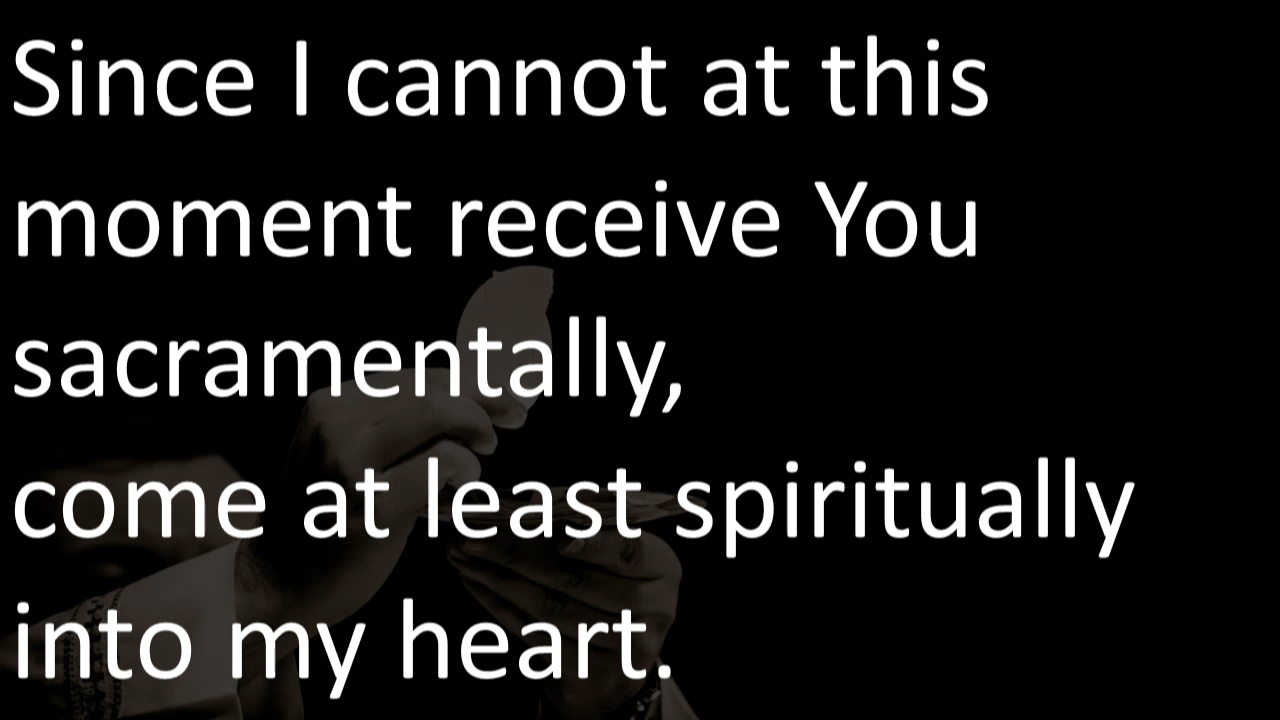 Since I cannot at this
moment receive You
sacramentally,
come at least spiritually
into my heart.